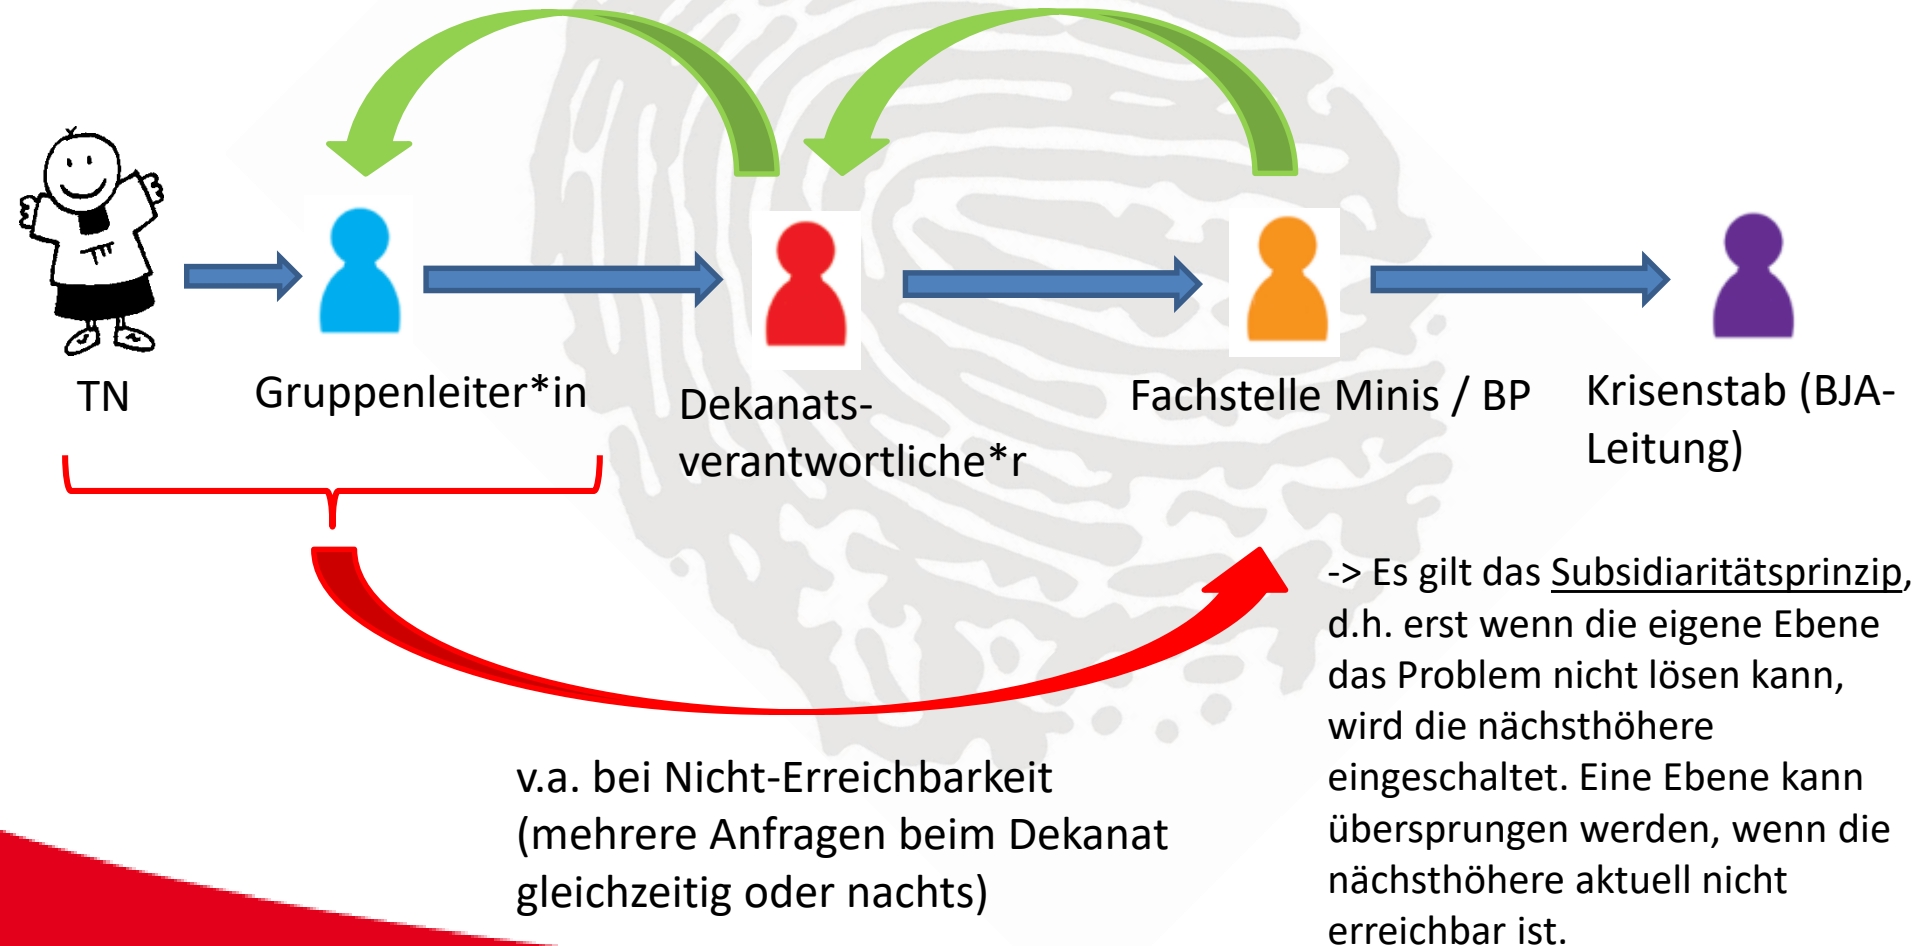 TN
Gruppenleiter*in
Dekanats-
verantwortliche*r
Fachstelle Minis / BP
Krisenstab (BJA-
Leitung)
-> Es gilt das Subsidiaritätsprinzip,
d.h. erst wenn die eigene Ebene
das Problem nicht lösen kann,
wird die nächsthöhere
eingeschaltet. Eine Ebene kann
übersprungen werden, wenn die
nächsthöhere aktuell nicht
erreichbar ist.
v.a. bei Nicht-Erreichbarkeit
(mehrere Anfragen beim Dekanat
gleichzeitig oder nachts)